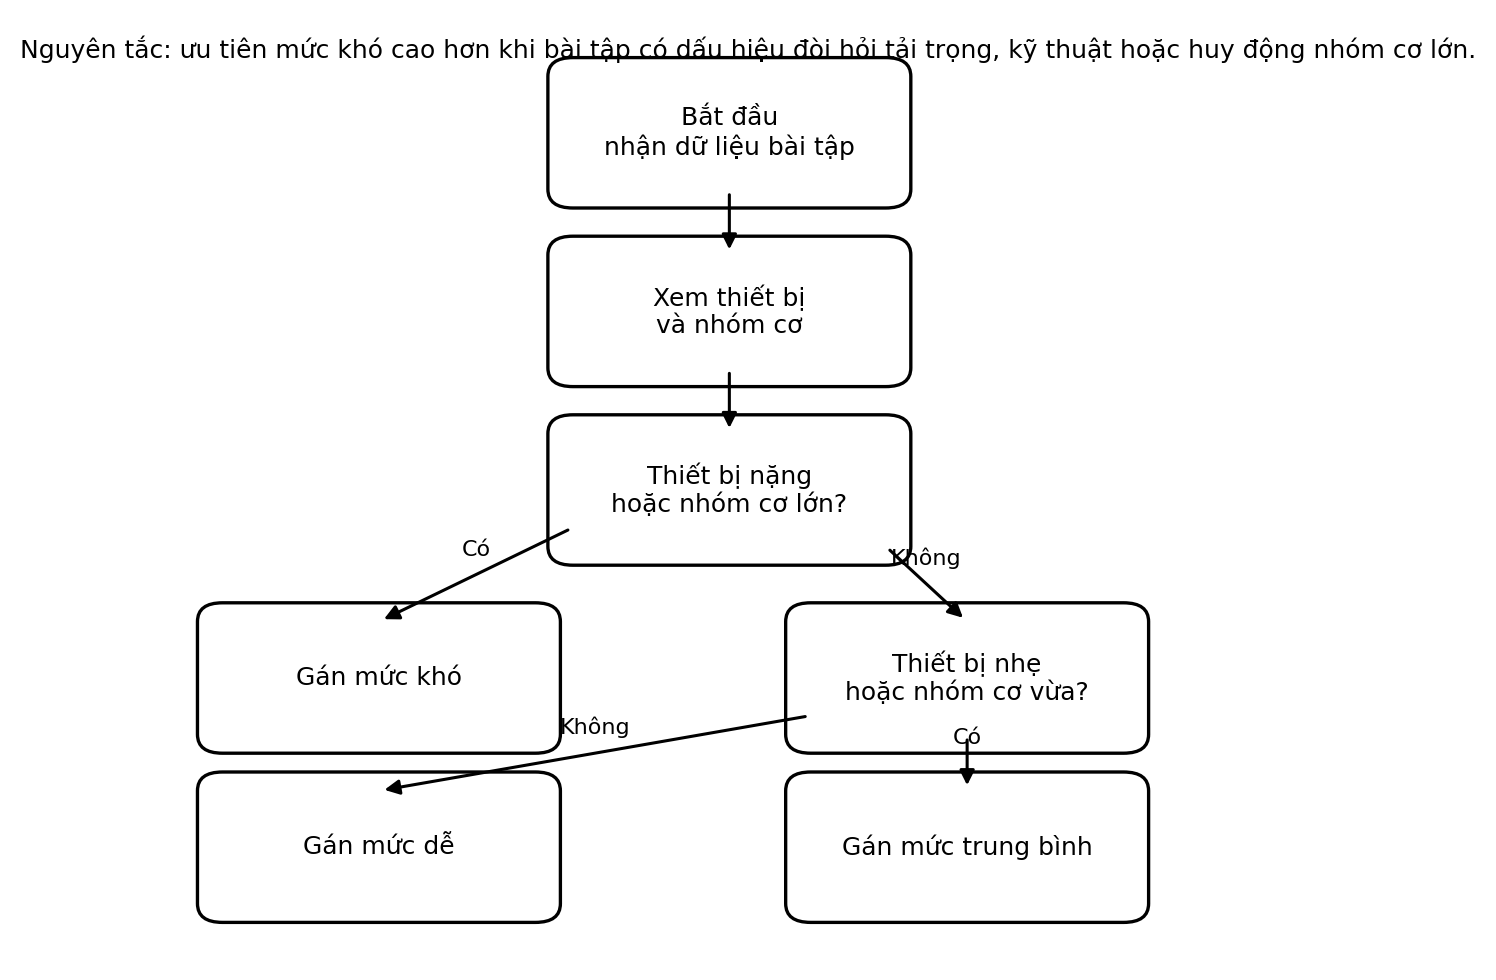 Nguyên tắc: ưu tiên mức khó cao hơn khi bài tập có dấu hiệu đòi hỏi tải trọng, kỹ thuật hoặc huy động nhóm cơ lớn.
Bắt đầu
nhận dữ liệu bài tập
Xem thiết bị
và nhóm cơ
Thiết bị nặng
hoặc nhóm cơ lớn?
Có
Không
Gán mức khó
Thiết bị nhẹ
hoặc nhóm cơ vừa?
Không
Có
Gán mức dễ
Gán mức trung bình